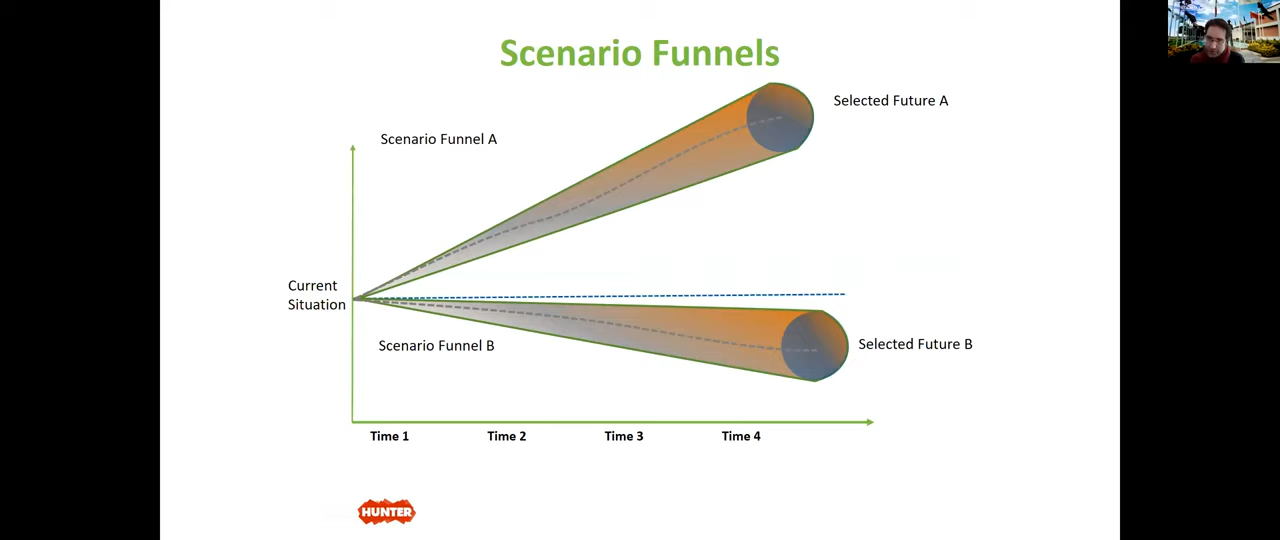 Scenario Funnels
Selected Future A
Scenario Funnel A
Current
Situation
Scenario Funnel B
Selected Future B
Time 1
Time 2
Time 3
Time 4
HUNTER